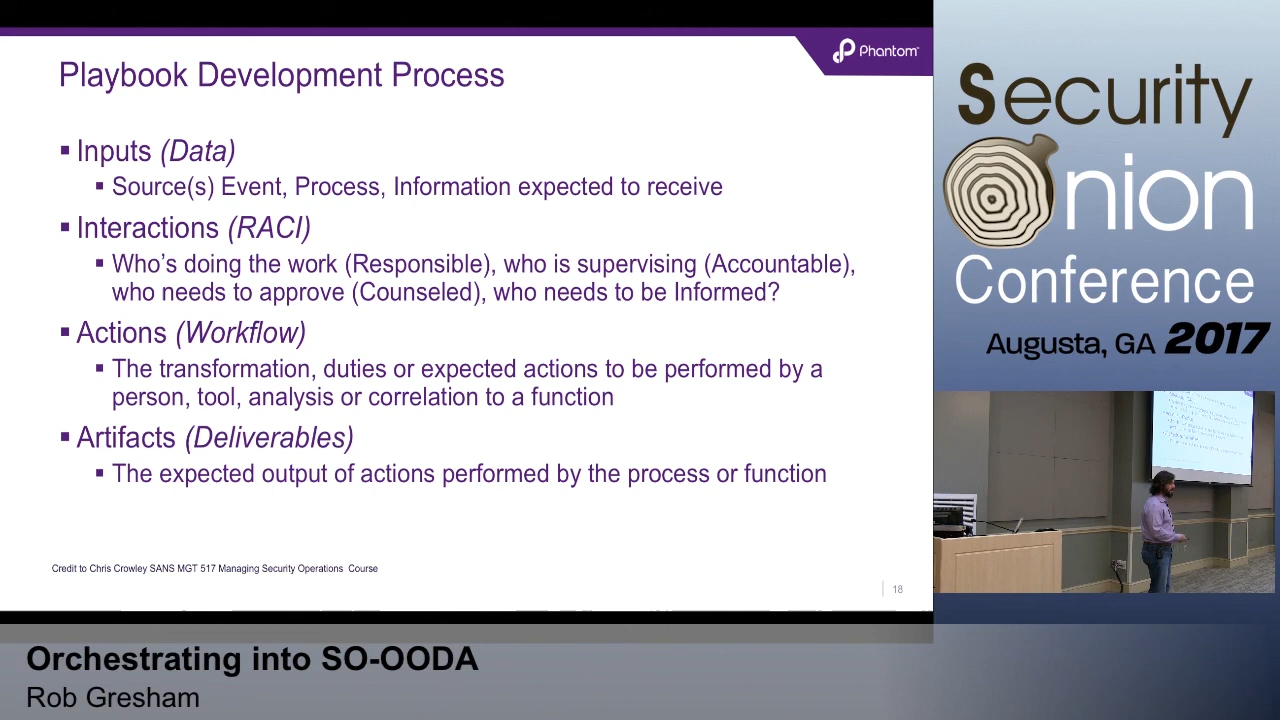 Phantom
Playbook Development Process
▪ Inputs (Data)
▪ Source(s) Event, Process, Information expected to receive
▪ Interactions (RACI)
▪ Who's doing the work (Responsible), who is supervising (Accountable),
who needs to approve (Counseled), who needs to be Informed?
▪ Actions (Workflow)
▪ The transformation, duties or expected actions to be performed by a
person, tool, analysis or correlation to a function
▪ Artifacts (Deliverables)
▪ The expected output of actions performed by the process or function
Credit to Chris Crowley SANS MGT 517 Managing Security Operations Course
18
Security
Onion
Conference
Augusta, GA 2017
Orchestrating into SO-OODA
Rob Gresham